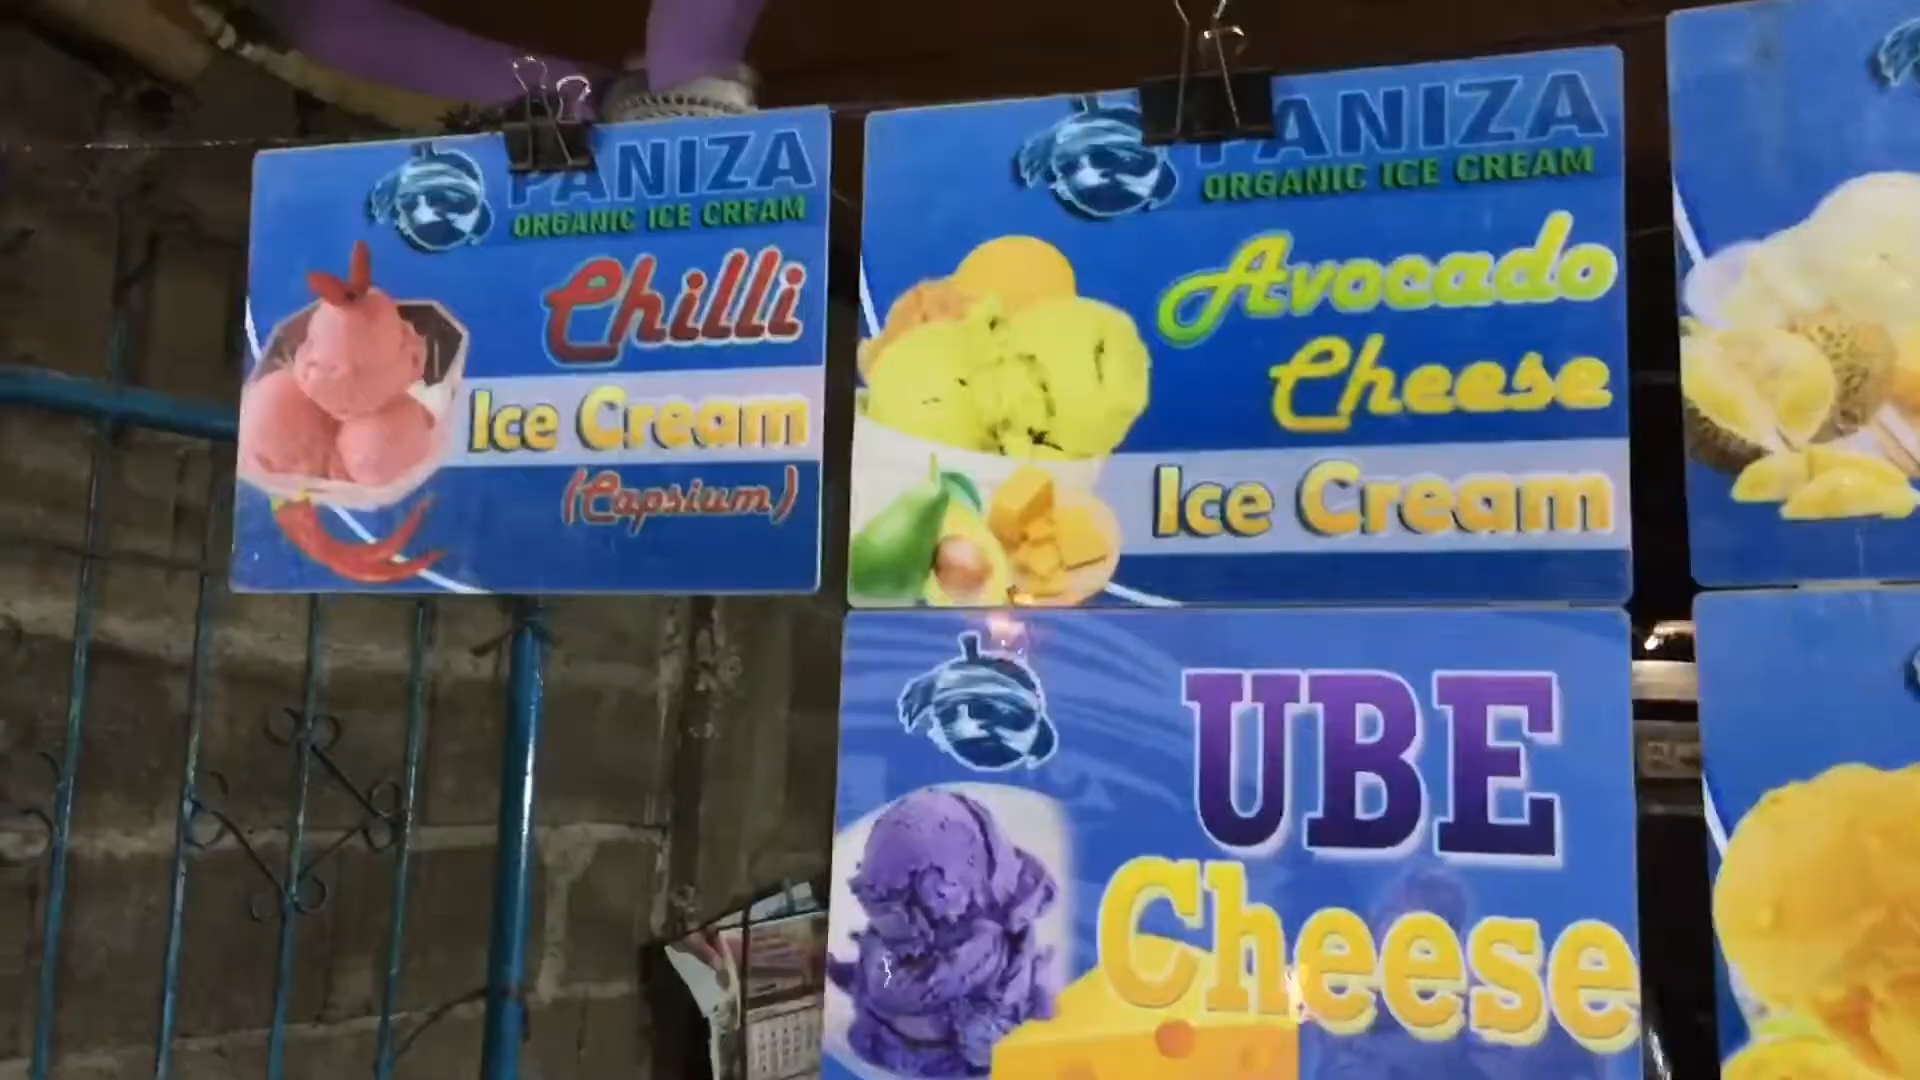 PANIZA
ORGANIC ICE CREAM
Chilli
Ice Cream
(Capsium)
PANIZA
ORGANIC ICE CREAM
Avocado
Cheese
Ice Cream
UBE
Cheese